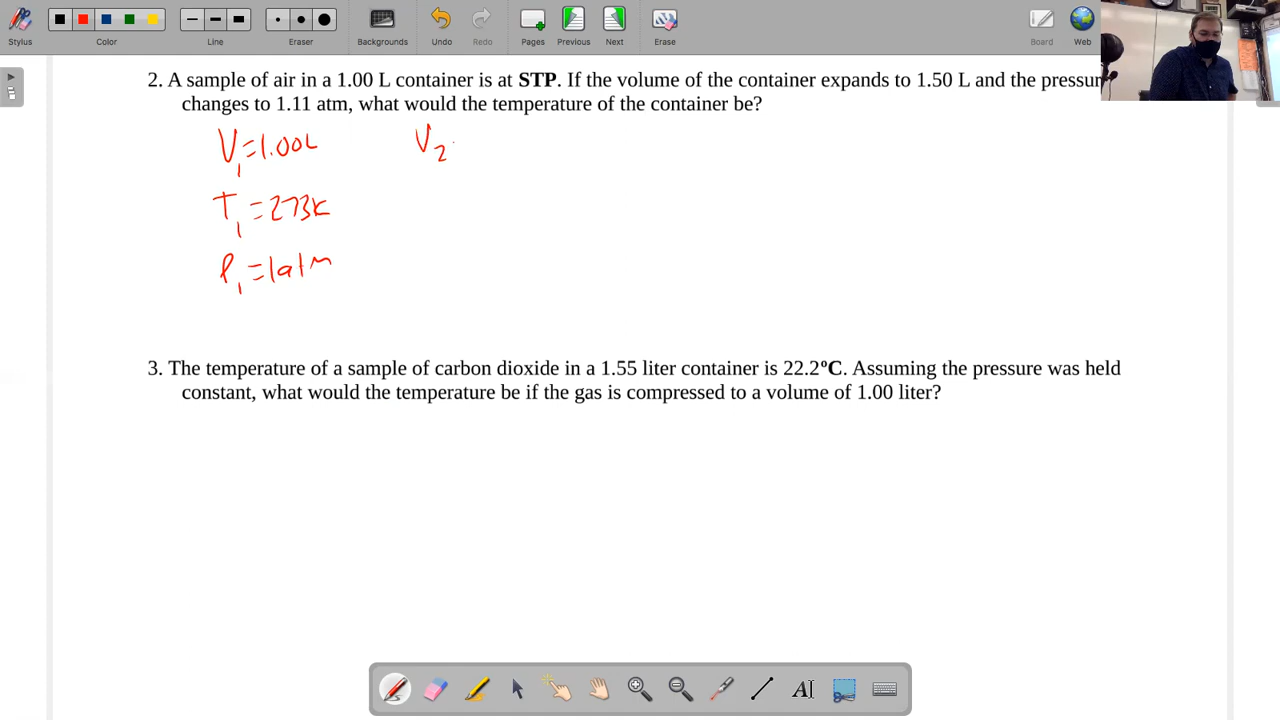 Stylus
Color
Line
Eraser
Backgrounds
Undo
Redo
Pages
Previous
Next
Erase
Board
Web
2. A sample of air in a 1.00 L container is at STP. If the volume of the container expands to 1.50 L and the pressur
changes to 1.11 atm, what would the temperature of the container be?
V₁=1.00L V₂
T₁=273K
P₁=1atm
3. The temperature of a sample of carbon dioxide in a 1.55 liter container is 22.2ºC. Assuming the pressure was held
constant, what would the temperature be if the gas is compressed to a volume of 1.00 liter?